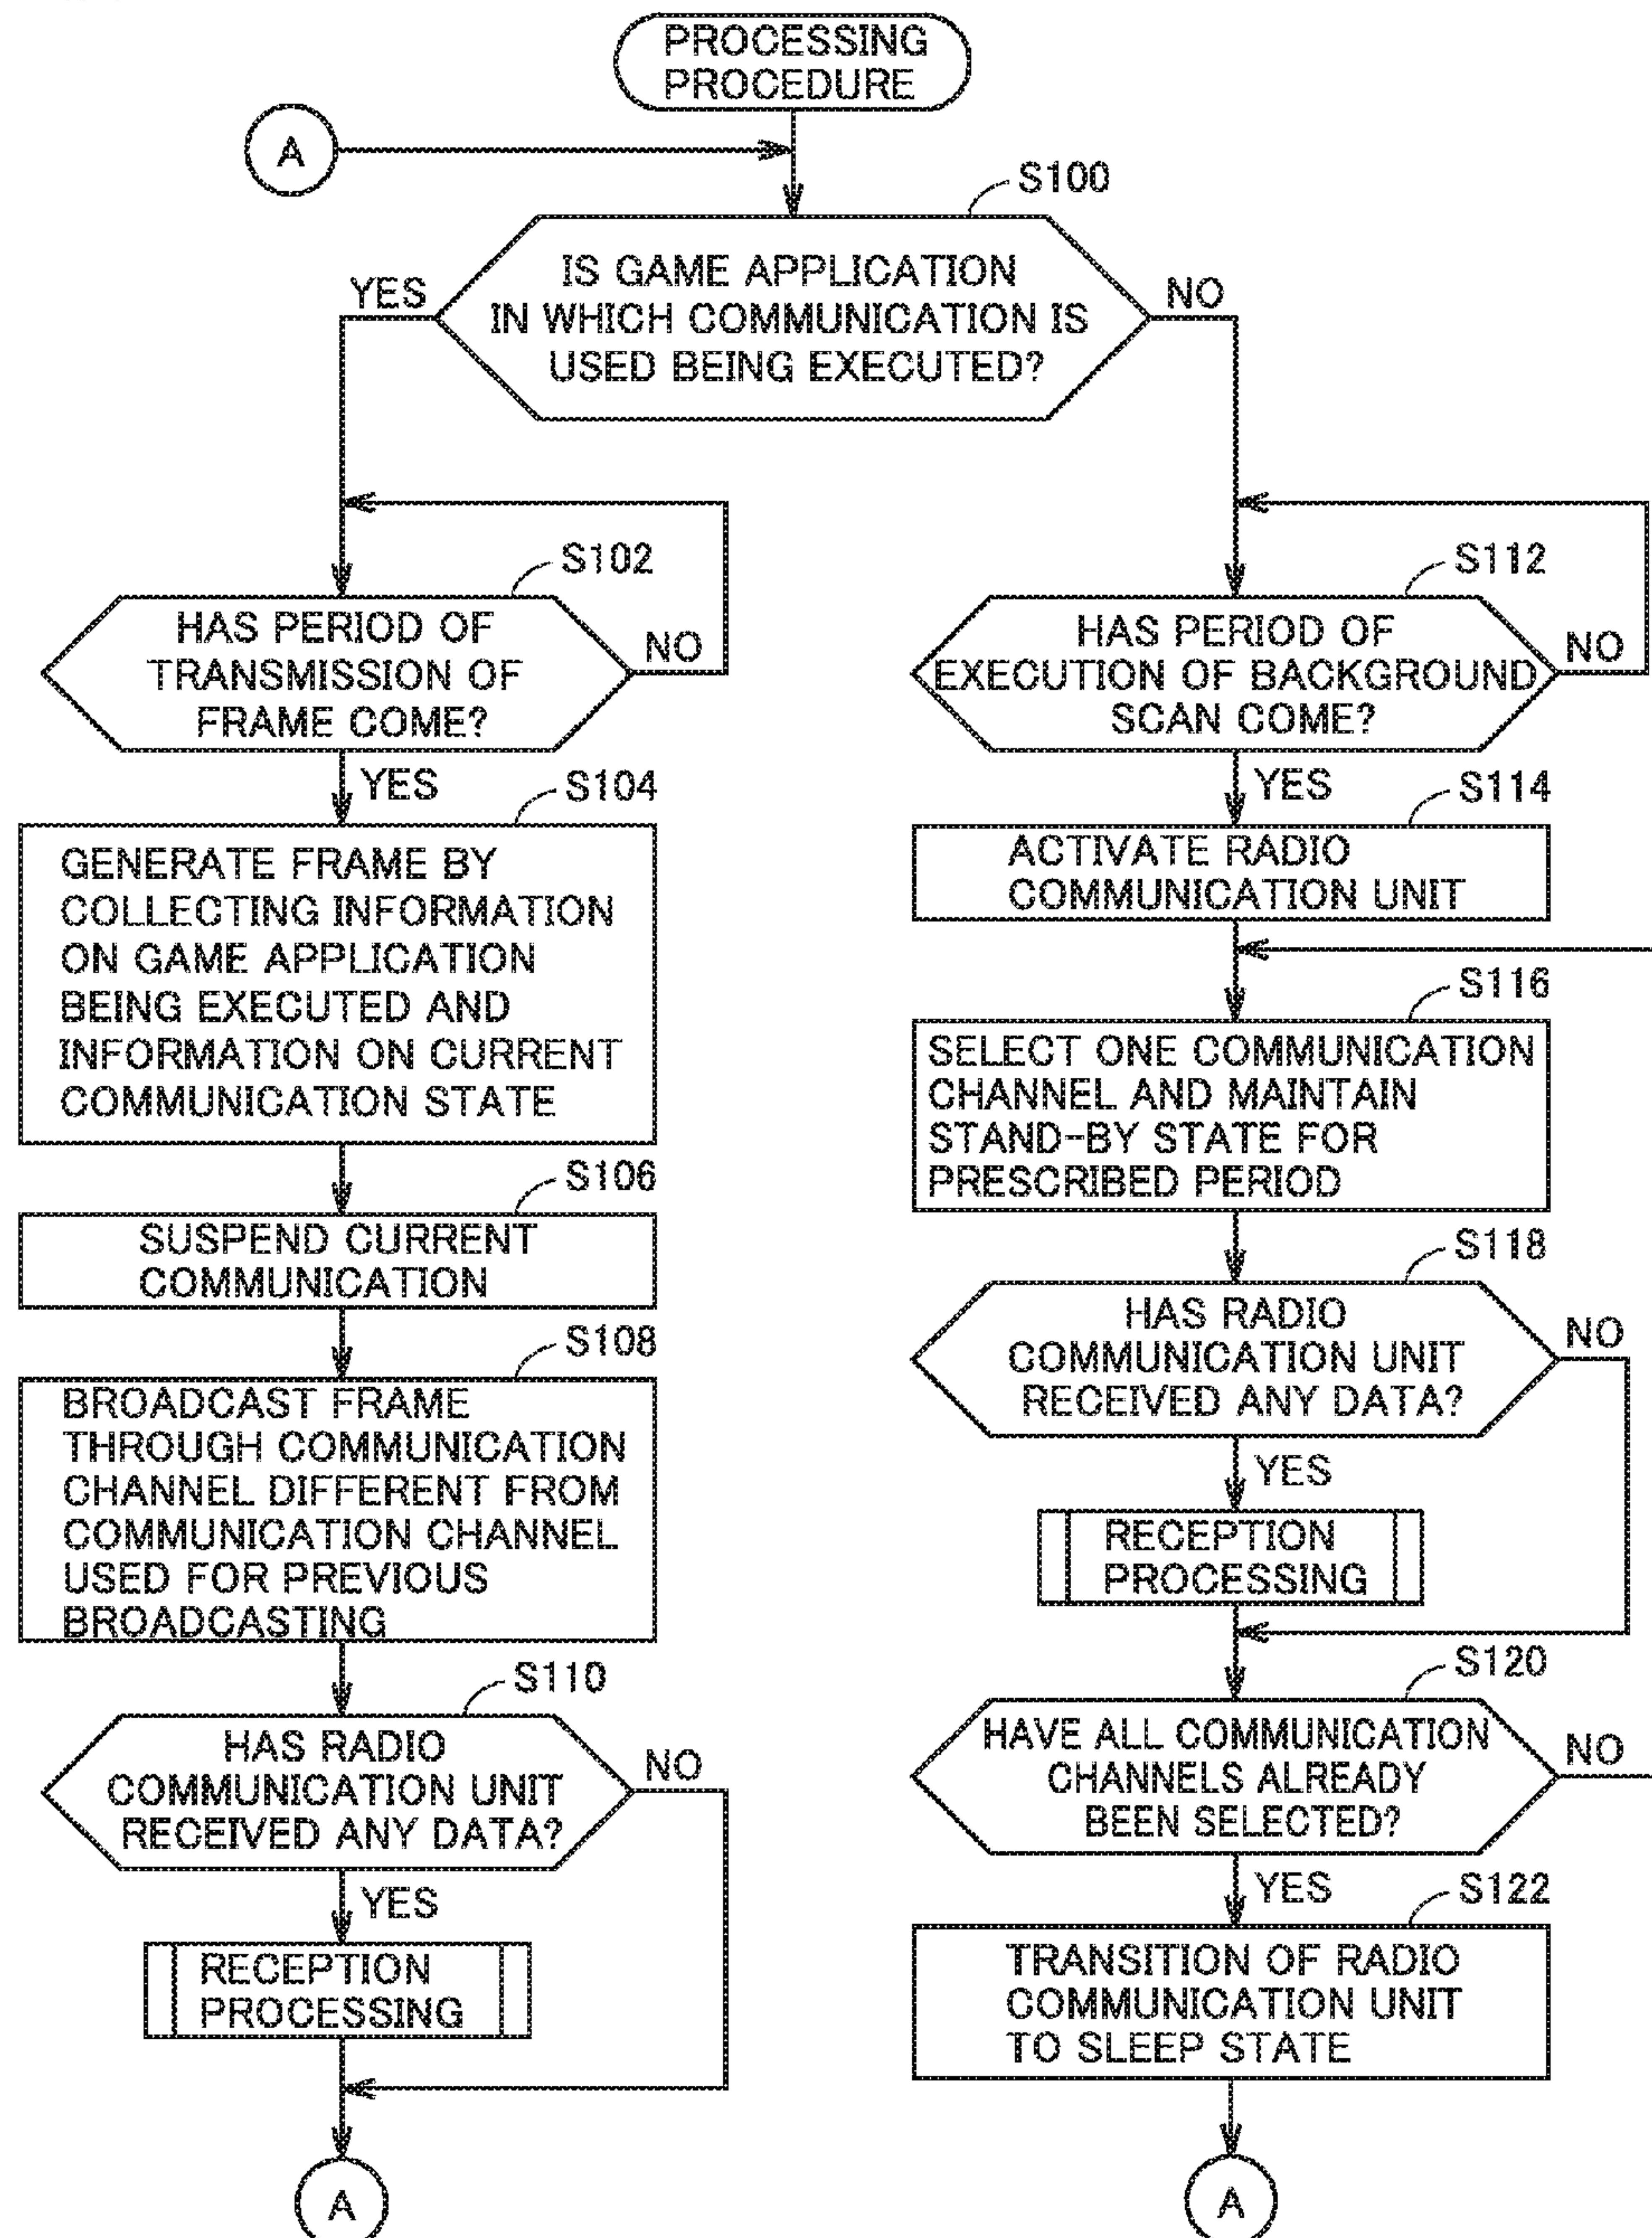 PROCESSING
PROCEDURE
A
S100
IS GAME APPLICATION
IN WHICH COMMUNICATION IS
USED BEING EXECUTED?
YES
NO
S102
HAS PERIOD OF
TRANSMISSION OF
FRAME COME?
NO
YES
S104
GENERATE FRAME BY
COLLECTING INFORMATION
ON GAME APPLICATION
BEING EXECUTED AND
INFORMATION ON CURRENT
COMMUNICATION STATE
S106
SUSPEND CURRENT
COMMUNICATION
S108
BROADCAST FRAME
THROUGH COMMUNICATION
CHANNEL DIFFERENT FROM
COMMUNICATION CHANNEL
USED FOR PREVIOUS
BROADCASTING
S110
HAS RADIO
COMMUNICATION UNIT
RECEIVED ANY DATA?
NO
YES
RECEPTION
PROCESSING
A
S112
HAS PERIOD OF
EXECUTION OF BACKGROUND
SCAN COME?
NO
YES
S114
ACTIVATE RADIO
COMMUNICATION UNIT
S116
SELECT ONE COMMUNICATION
CHANNEL AND MAINTAIN
STAND-BY STATE FOR
PRESCRIBED PERIOD
S118
HAS RADIO
COMMUNICATION UNIT
RECEIVED ANY DATA?
NO
YES
RECEPTION
PROCESSING
S120
HAVE ALL COMMUNICATION
CHANNELS ALREADY
BEEN SELECTED?
NO
YES
S122
TRANSITION OF RADIO
COMMUNICATION UNIT
TO SLEEP STATE
A